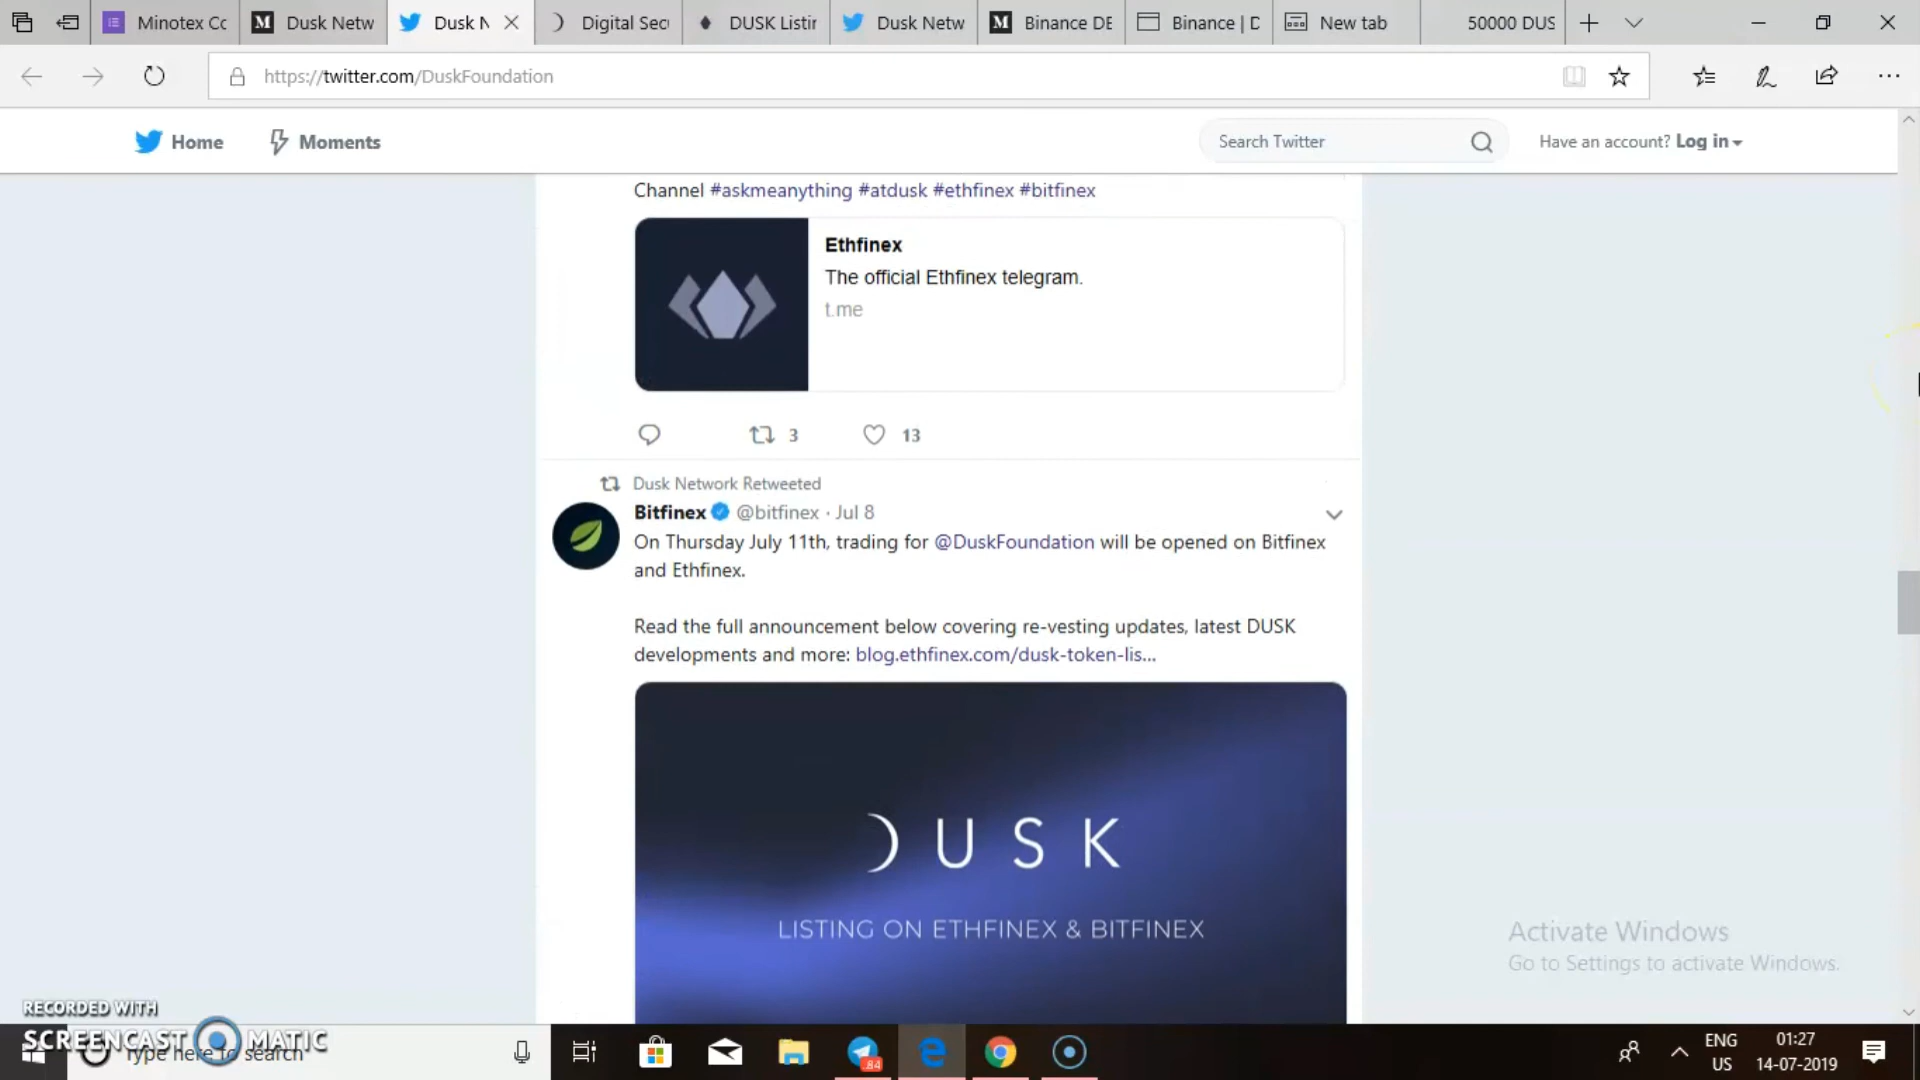 Minotex Cc
Dusk Netw
Dusk N
Digital Sec
DUSK Listir
Dusk Netw
Binance DE
Binance | D
New tab
50000 DUS
https://twitter.com/DuskFoundation
Home
Moments
Search Twitter
Have an account? Log in
Channel #askmeanything #atdusk #ethfinex #bitfinex
Ethfinex
The official Ethfinex telegram.
t.me
3
13
Dusk Network Retweeted
Bitfinex @bitfinex · Jul 8
On Thursday July 11th, trading for @DuskFoundation will be opened on Bitfinex
and Ethfinex.
Read the full announcement below covering re-vesting updates, latest DUSK
developments and more: blog.ethfinex.com/dusk-token-lis...
DUSK
LISTING ON ETHFINEX & BITFINEX
Activate Windows
Go to Settings to activate Windows.
RECORDED WITH
SCREENCAST MATIC
Type here to search
84
ENG
US
01:27
14-07-2019